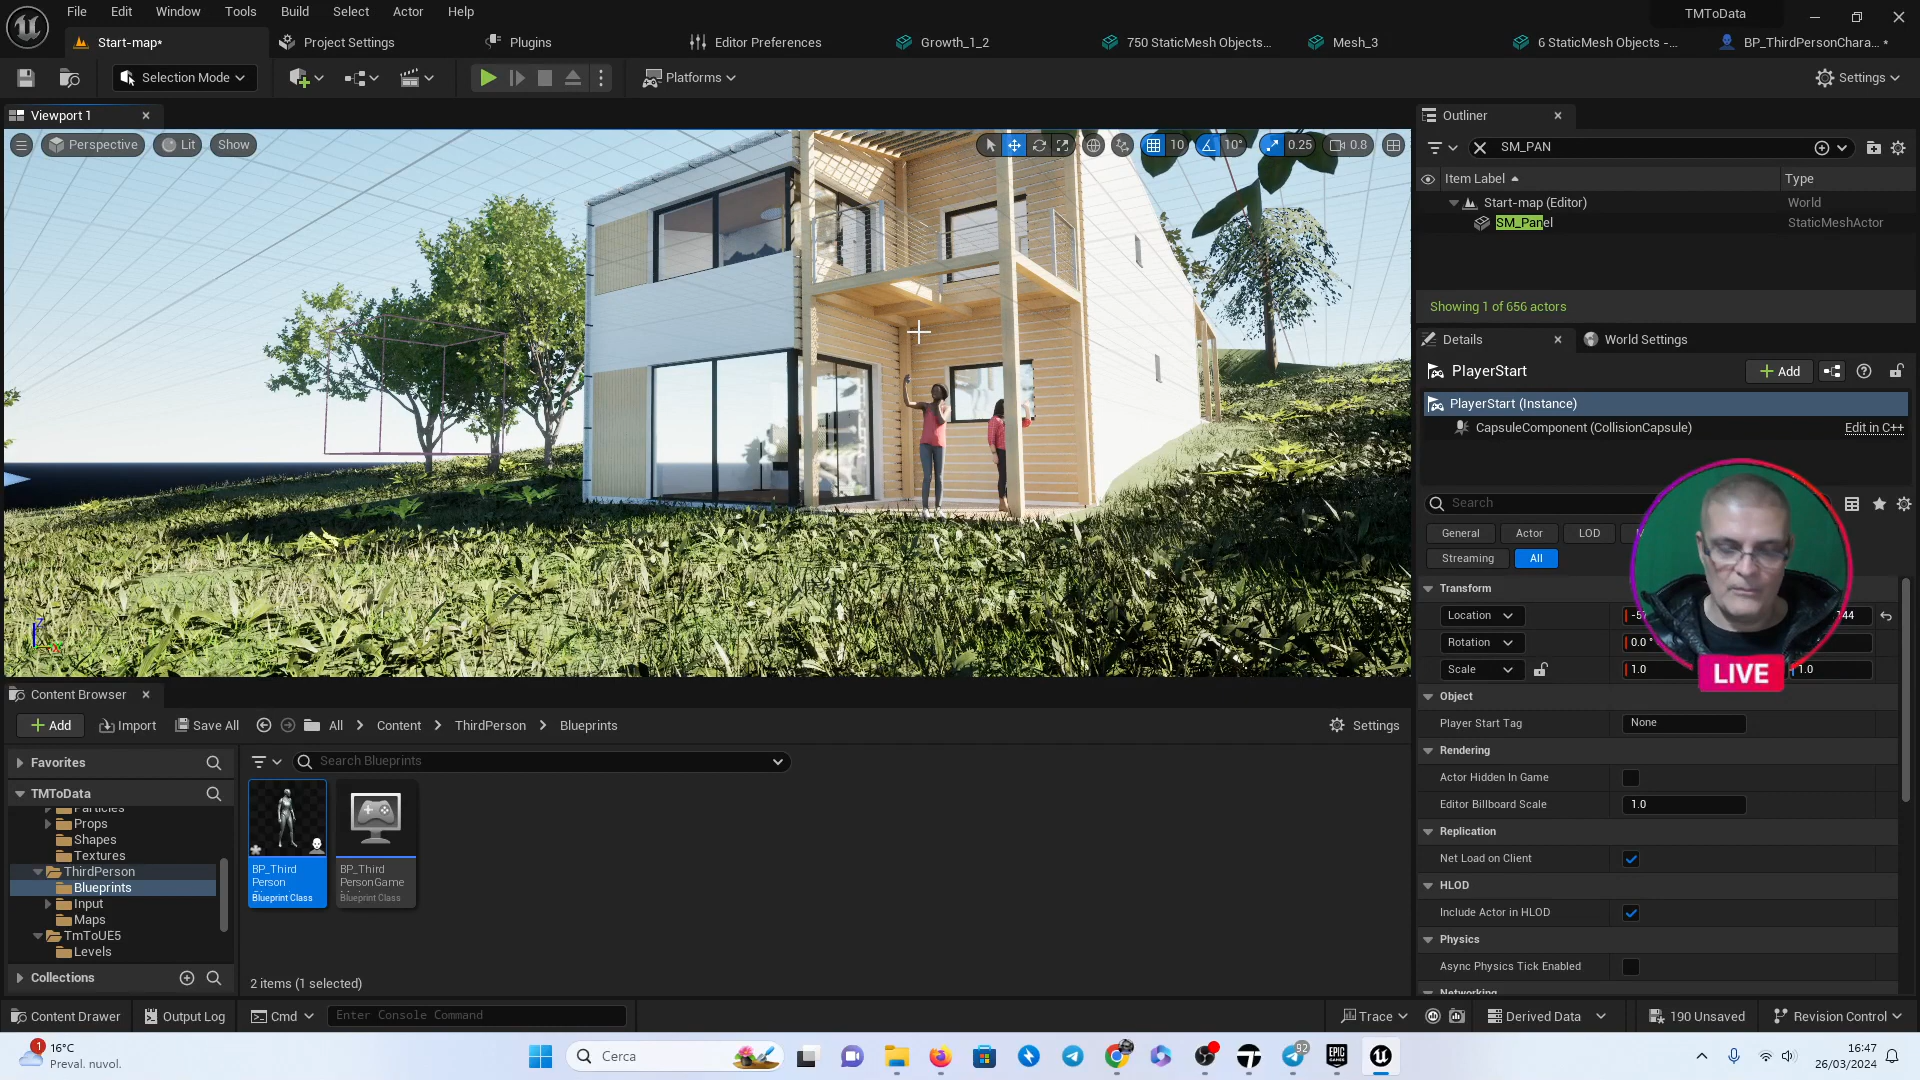 File Edit Window Tools Build Select Actor Help
TMToData
Start-map*
Project Settings
Plugins
Editor Preferences
Growth_1_2
750 StaticMesh Objects...
Mesh_3
6 StaticMesh Objects -...
BP_ThirdPersonChara... *
Selection Mode
Platforms
Settings
Viewport 1
Perspective Lit Show
10 10° 0.25 0.8
Outliner
SM_PAN
Item Label Type
Start-map (Editor) World
SM_Panel StaticMeshActor
Showing 1 of 656 actors
Details World Settings
PlayerStart
Add
PlayerStart (Instance)
CapsuleComponent (CollisionCapsule) Edit in C++
Search
General Actor LOD
Streaming All
Transform
Location
Rotation 0.0 °
Scale 1.0 1.0
LIVE
Object
Player Start Tag None
Rendering
Actor Hidden In Game
Editor Billboard Scale 1.0
Replication
Net Load on Client
HLOD
Include Actor in HLOD
Physics
Async Physics Tick Enabled
Networking
Content Browser
Add Import Save All All Content ThirdPerson Blueprints Settings
Favorites
Search Blueprints
TMToData
Particles
Props
Shapes
Textures
ThirdPerson
Blueprints
Input
Maps
TmToUE5
Levels
Collections
BP_Third
Person
Blueprint Class
BP_Third
PersonGame
Blueprint Class
2 items (1 selected)
Content Drawer Output Log Cmd Enter Console Command Trace Derived Data 190 Unsaved Revision Control
1
16°C
Preval. nuvol.
Cerca
92
EPIC
GAMES
16:47
26/03/2024